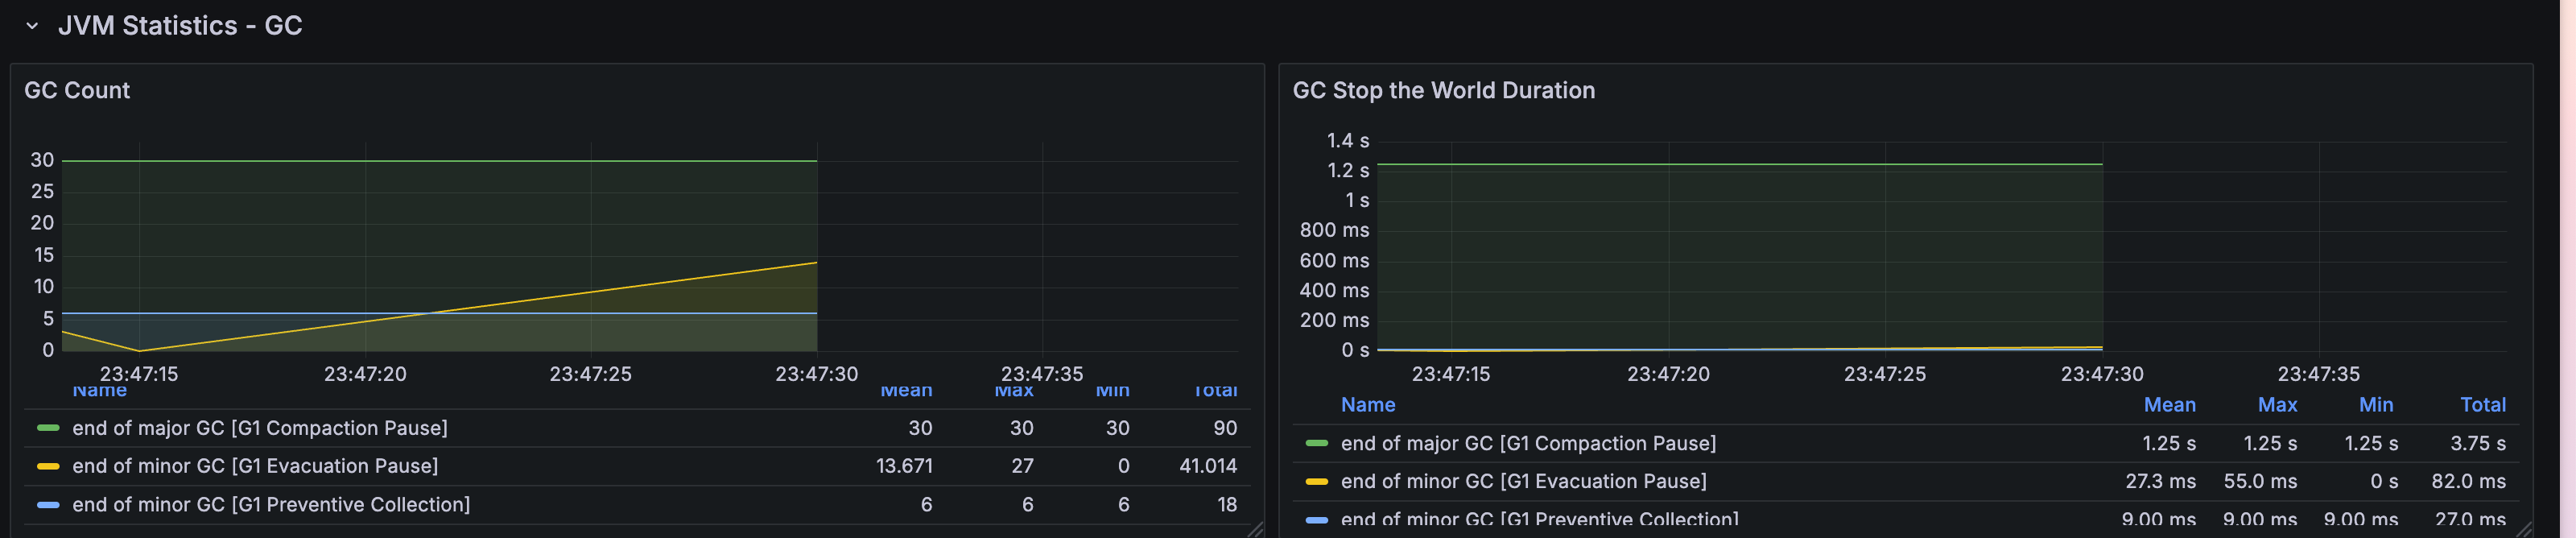 JVM Statistics - GC
GC Count
30
25
20
15
10
5
0
23:47:15 23:47:20 23:47:25 23:47:30 23:47:35
Name Mean Max Min Total
end of major GC [G1 Compaction Pause] 30 30 30 90
end of minor GC [G1 Evacuation Pause] 13.671 27 0 41.014
end of minor GC [G1 Preventive Collection] 6 6 6 18
GC Stop the World Duration
1.4 s
1.2 s
1 s
800 ms
600 ms
400 ms
200 ms
0 s
23:47:15 23:47:20 23:47:25 23:47:30 23:47:35
Name Mean Max Min Total
end of major GC [G1 Compaction Pause] 1.25 s 1.25 s 1.25 s 3.75 s
end of minor GC [G1 Evacuation Pause] 27.3 ms 55.0 ms 0 s 82.0 ms
end of minor GC [G1 Preventive Collection] 9.00 ms 9.00 ms 9.00 ms 27.0 ms